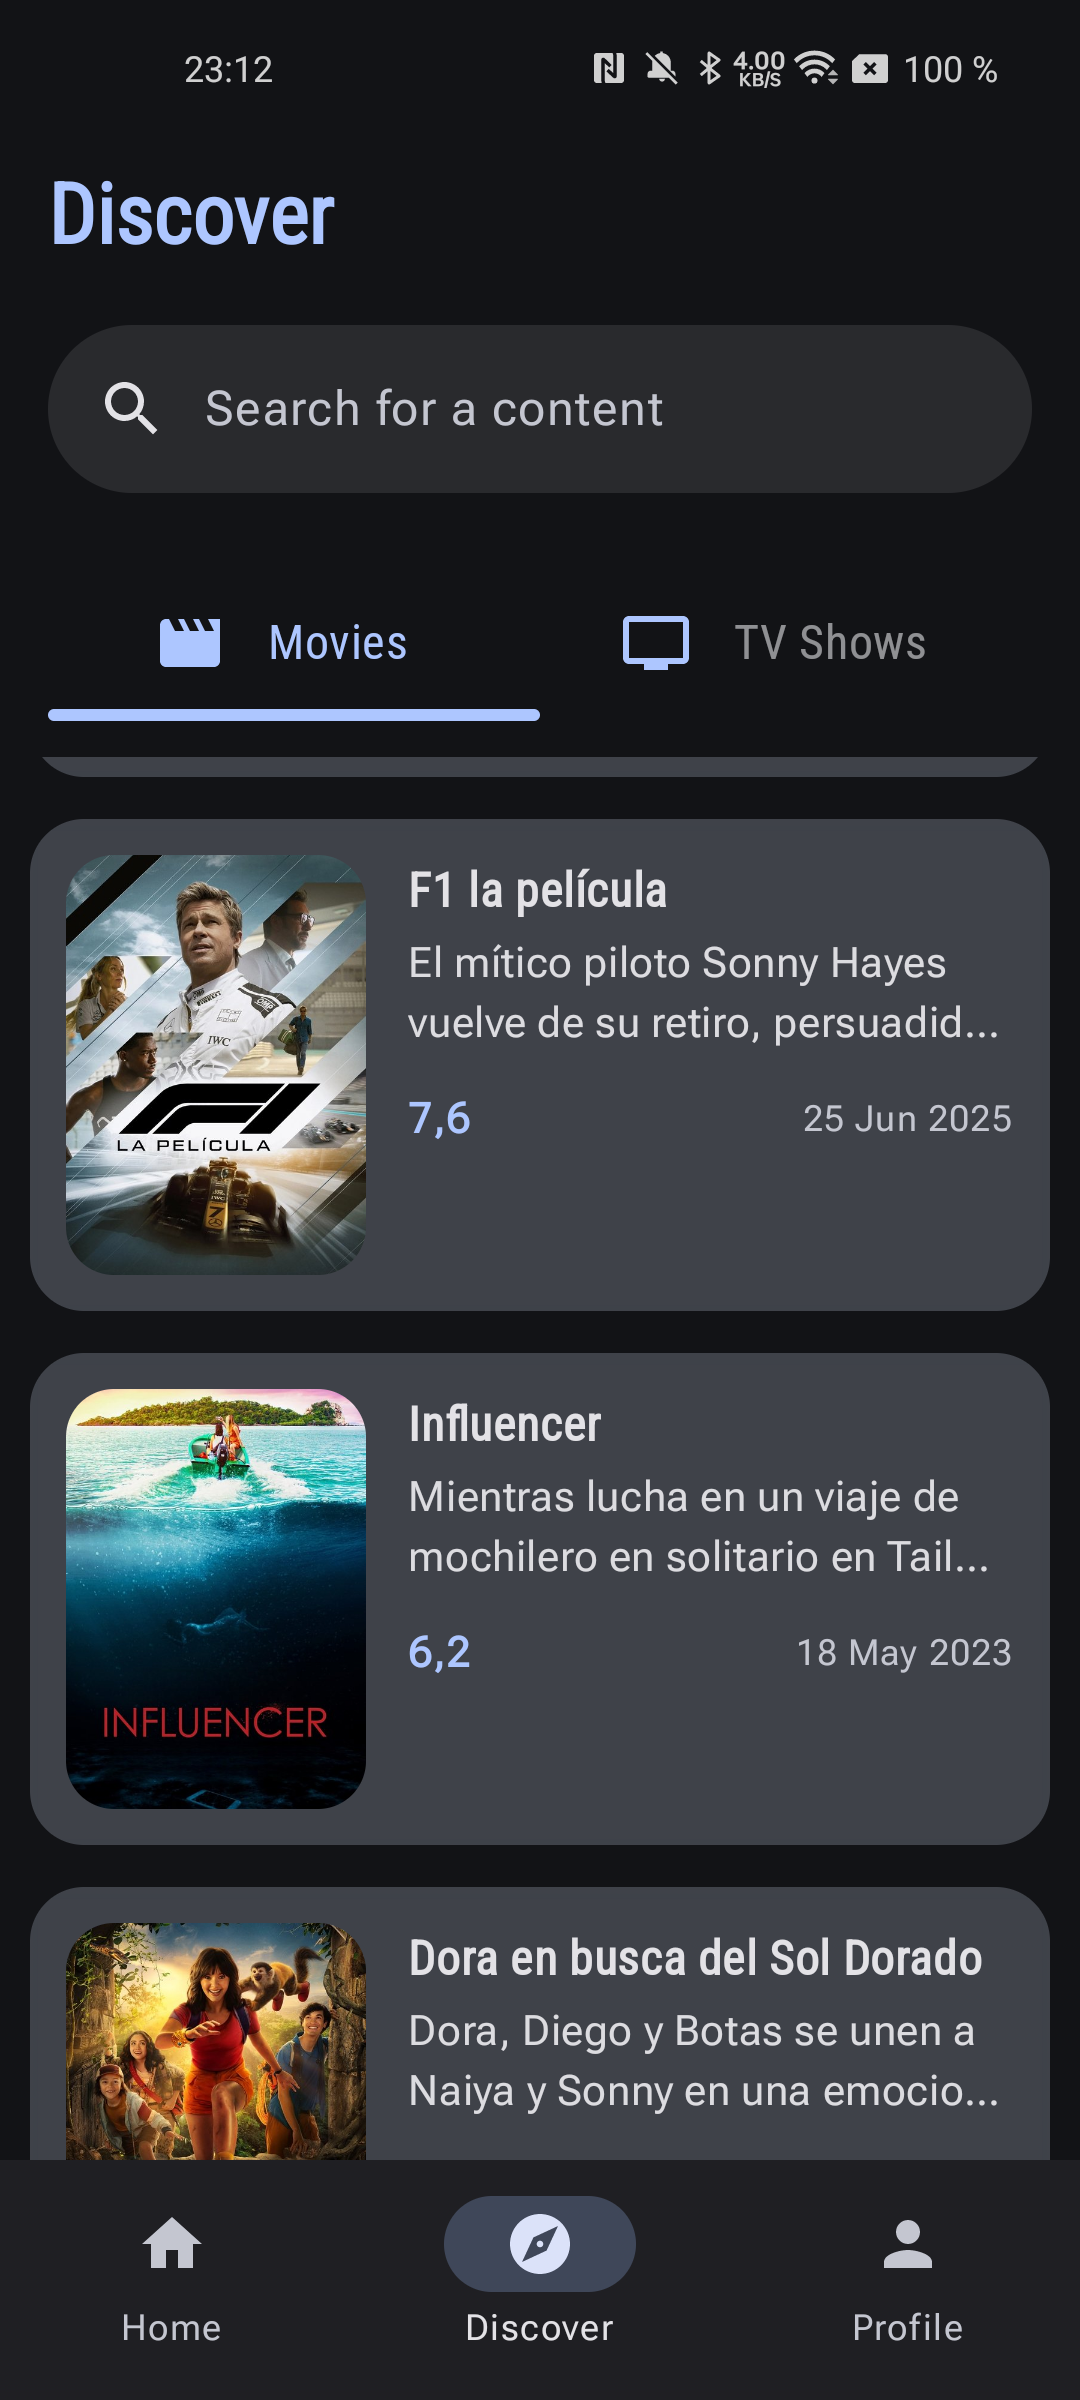 23:12
4.00
KB/S
100 %
Discover
Search for a content
Movies
TV Shows
F1 la película
El mítico piloto Sonny Hayes
vuelve de su retiro, persuadid...
7,6
25 Jun 2025
IWC
F1
LA PELÍCULA
7
Influencer
Mientras lucha en un viaje de
mochilero en solitario en Tail...
6,2
18 May 2023
INFLUENCER
Dora en busca del Sol Dorado
Dora, Diego y Botas se unen a
Naiya y Sonny en una emocio...
Home
Discover
Profile